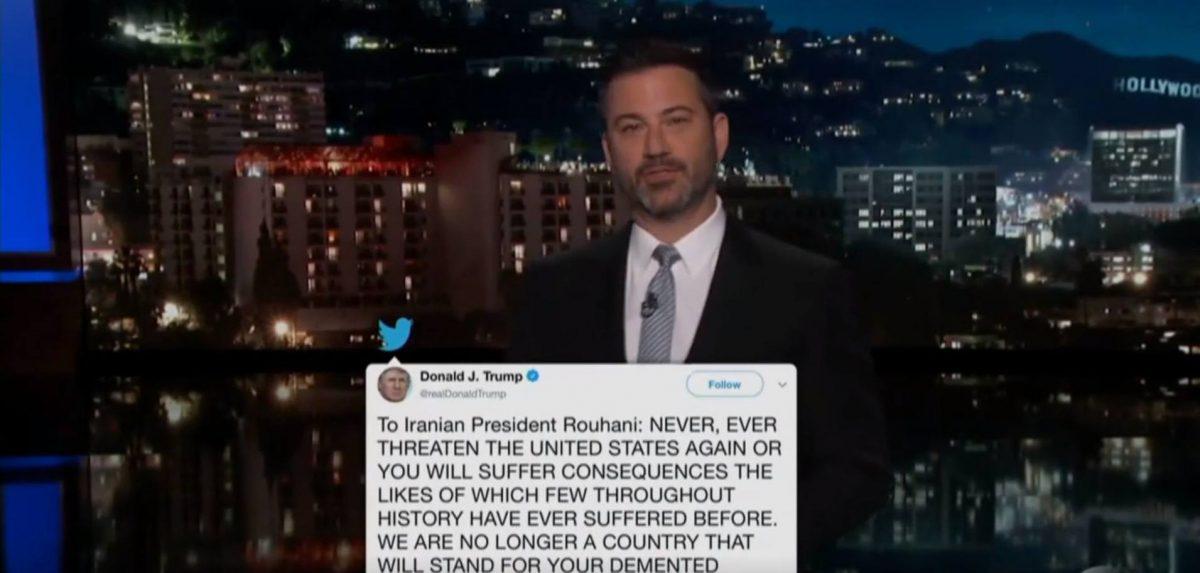 HOLLYWOO
Donald J. Trump
Follow
@realDonaldTrump
To Iranian President Rouhani: NEVER, EVER
THREATEN THE UNITED STATES AGAIN OR
YOU WILL SUFFER CONSEQUENCES THE
LIKES OF WHICH FEW THROUGHOUT
HISTORY HAVE EVER SUFFERED BEFORE.
WE ARE NO LONGER A COUNTRY THAT
WILL STAND FOR YOUR DEMENTED